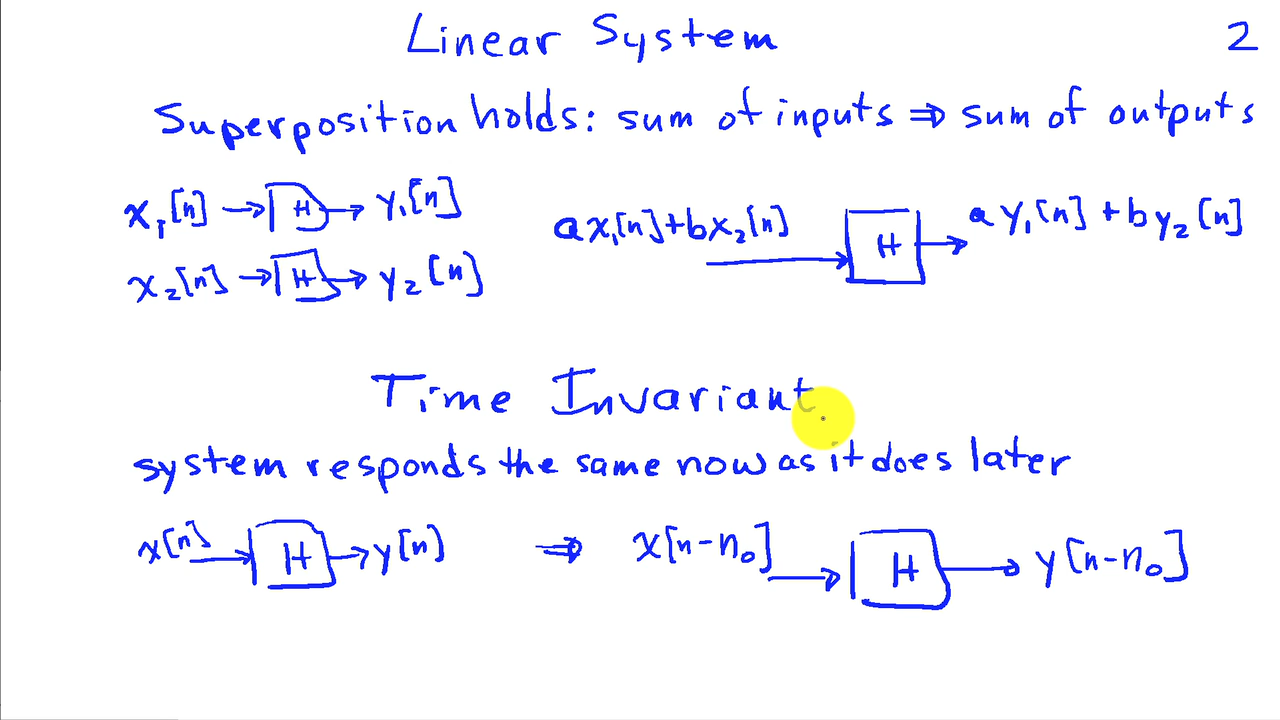 Linear System
2
Superposition holds: sum of inputs ⇒ sum of outputs
x₁[n] → H → y₁[n]
x₂[n] → H → y₂[n]
ax₁[n]+bx₂[n] → H → ay₁[n]+by₂[n]
Time Invariant
system responds the same now as it does later
x[n] → H → y[n] ⇒ x[n-n₀] → H → y[n-n₀]